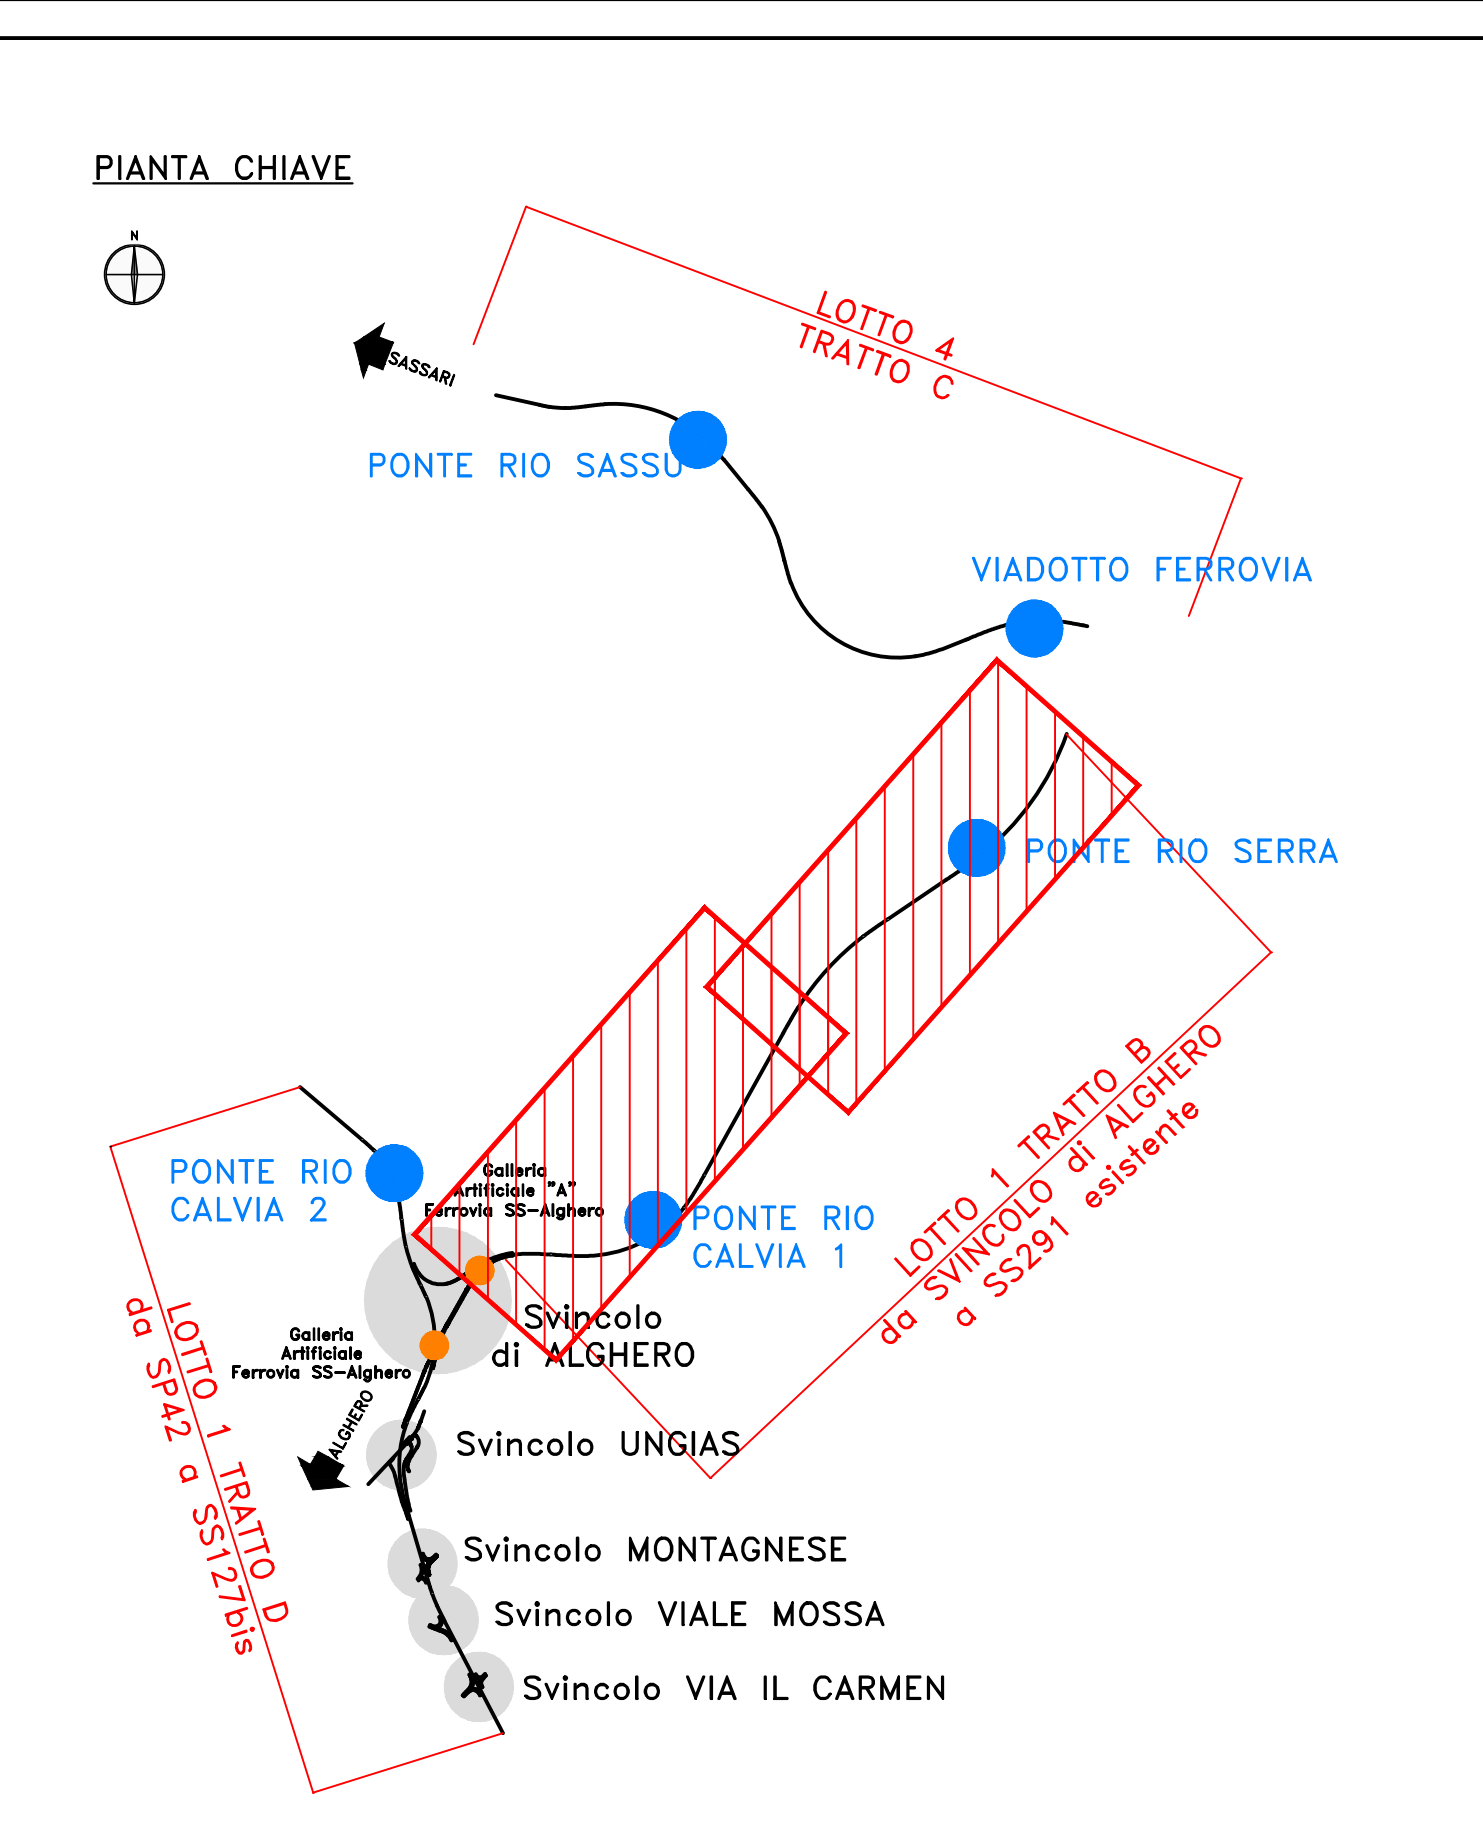 PIANTA CHIAVE
N
LOTTO 4
TRATTO C
SASSARI
PONTE RIO SASSU
VIADOTTO FERROVIA
PONTE RIO SERRA
LOTTO 1 TRATTO B
da SVINCOLO di ALGHERO
a SS291 esistente
PONTE RIO
CALVIA 2
Galleria
Artificiale "A"
Ferrovia SS-Alghero
PONTE RIO
CALVIA 1
Svincolo
di ALGHERO
Galleria
Artificiale
Ferrovia SS-Alghero
ALGHERO
LOTTO 1 TRATTO D
da SP42 a SS127bis
Svincolo UNGIAS
Svincolo MONTAGNESE
Svincolo VIALE MOSSA
Svincolo VIA IL CARMEN